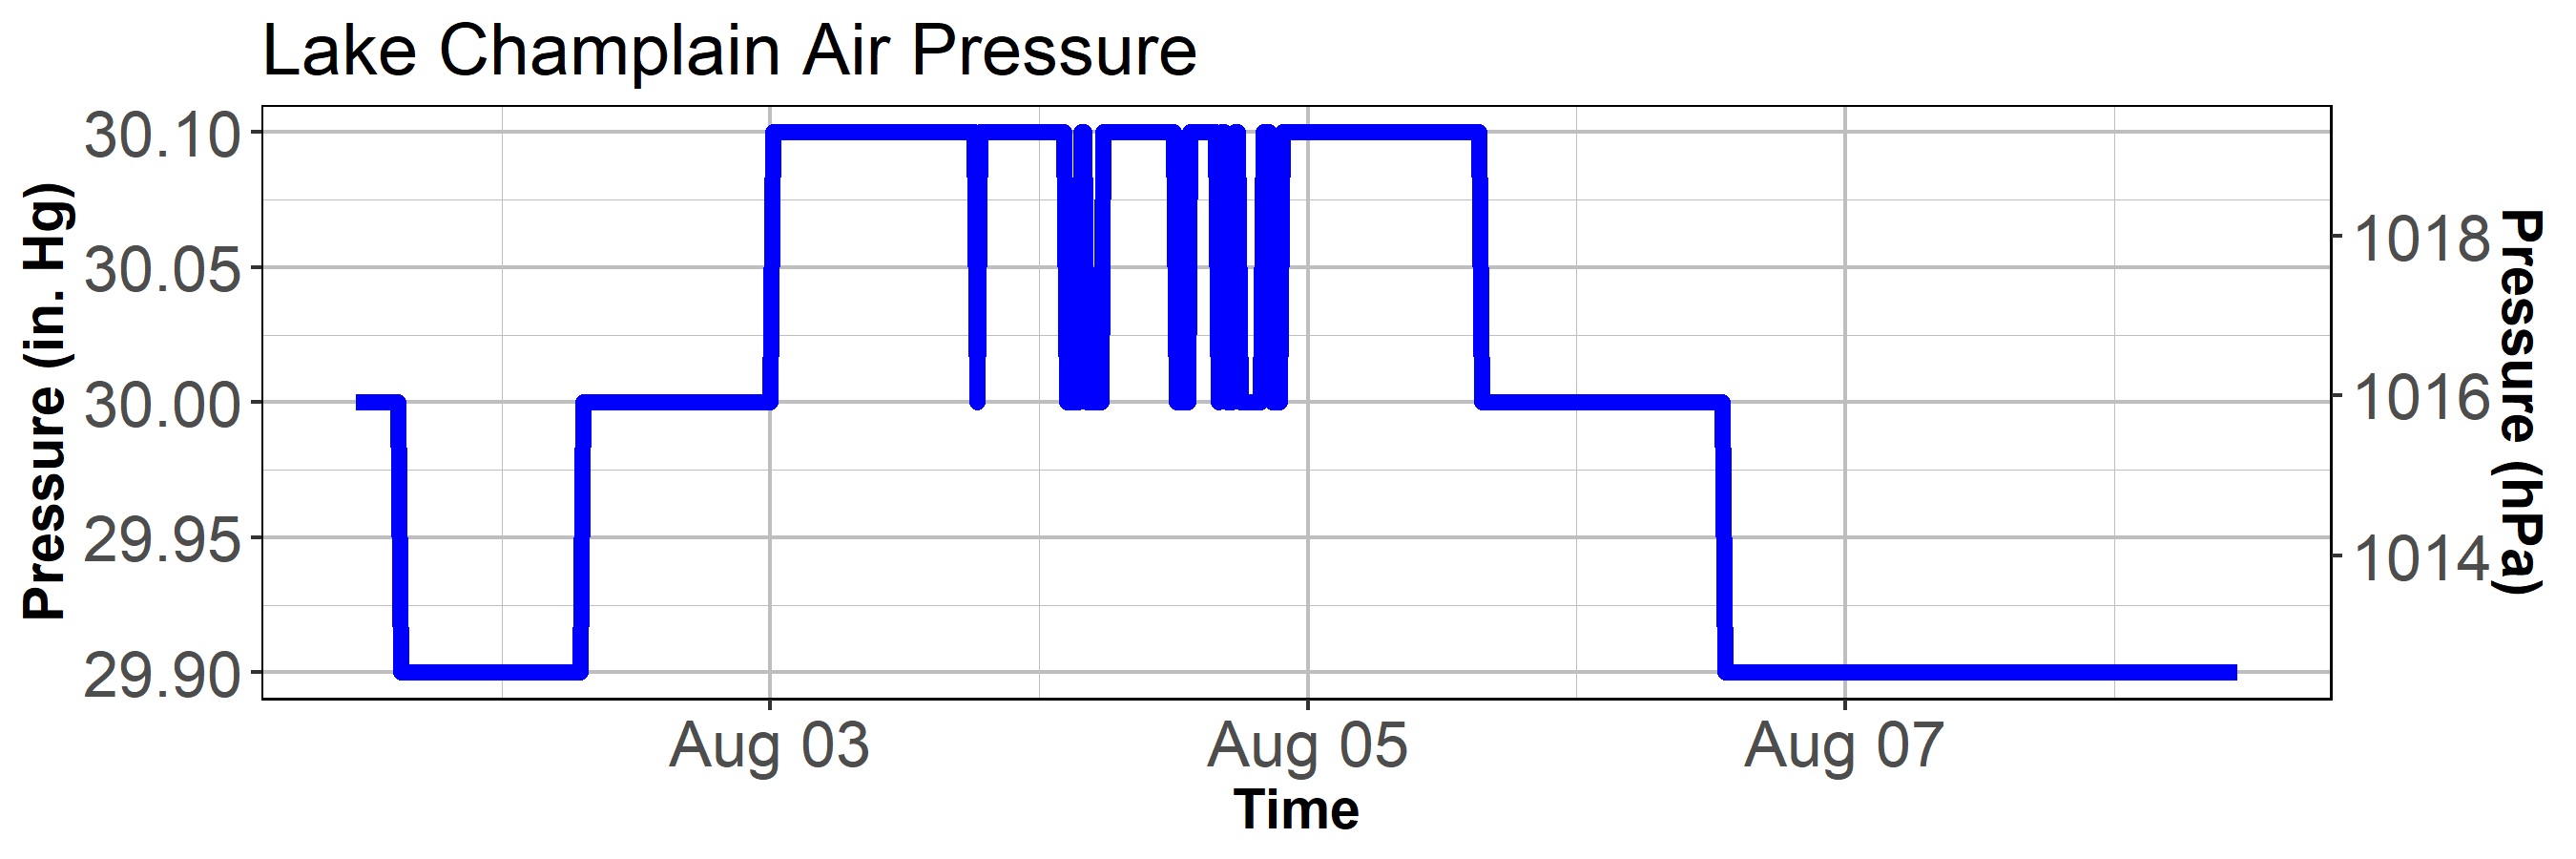 Lake Champlain Air Pressure
Pressure (in. Hg)
30.10
30.05
30.00
29.95
29.90
1018
1016
1014
Pressure (hPa)
Aug 03 Aug 05 Aug 07
Time